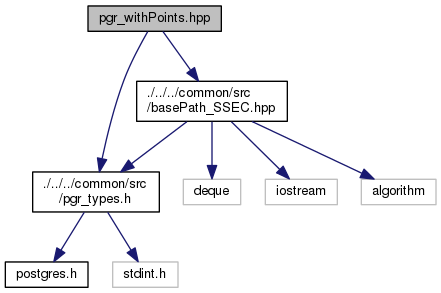 pgr_withPoints.hpp
./../../common/src
/basePath_SSEC.hpp
./../../common/src
/pgr_types.h
deque
iostream
algorithm
postgres.h
stdint.h